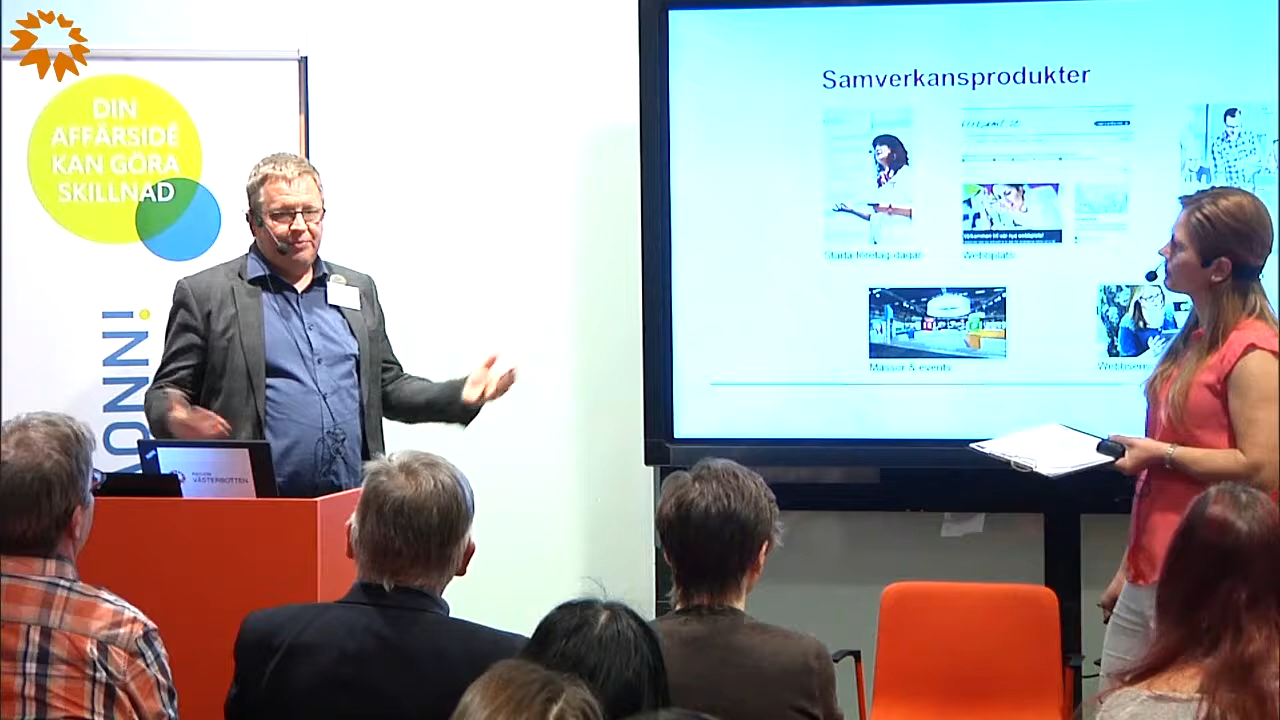 DIN
AFFÄRSIDÉ
KAN GÖRA
SKILLNAD
INNO
REGION
VÄSTERBOTTEN
Samverkansprodukter
Starta företag-dagar
Webbplats
Mässor & events